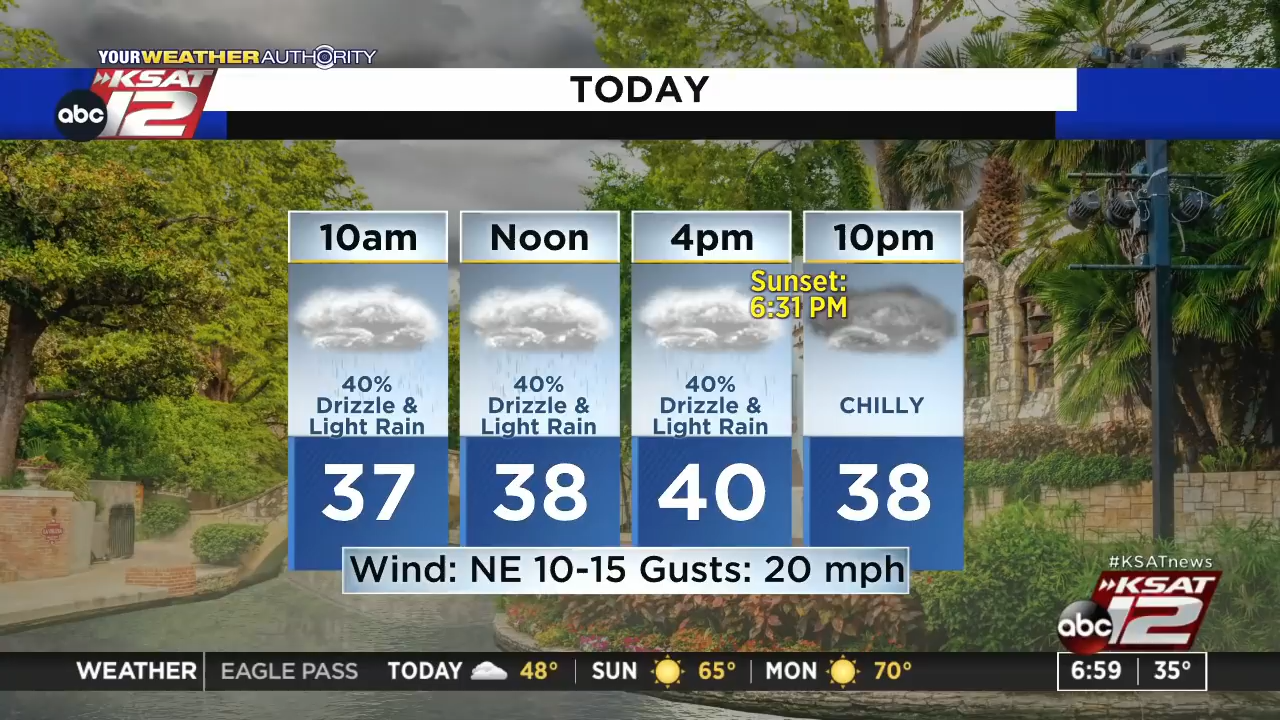 YOUR WEATHER AUTHORITY
KSAT
abc 12
TODAY
10am
Noon
4pm
10pm
Sunset:
6:31 PM
40%
Drizzle &
Light Rain
40%
Drizzle &
Light Rain
40%
Drizzle &
Light Rain
CHILLY
37
38
40
38
Wind: NE 10-15 Gusts: 20 mph
#KSATnews
KSAT
abc 12
WEATHER EAGLE PASS TODAY 48° SUN 65° MON 70° 6:59 35°